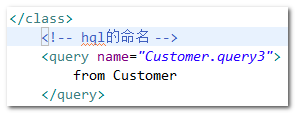 </class>
<!-- hql的命名 -->
<query name="Customer.query3">
from Customer
</query>